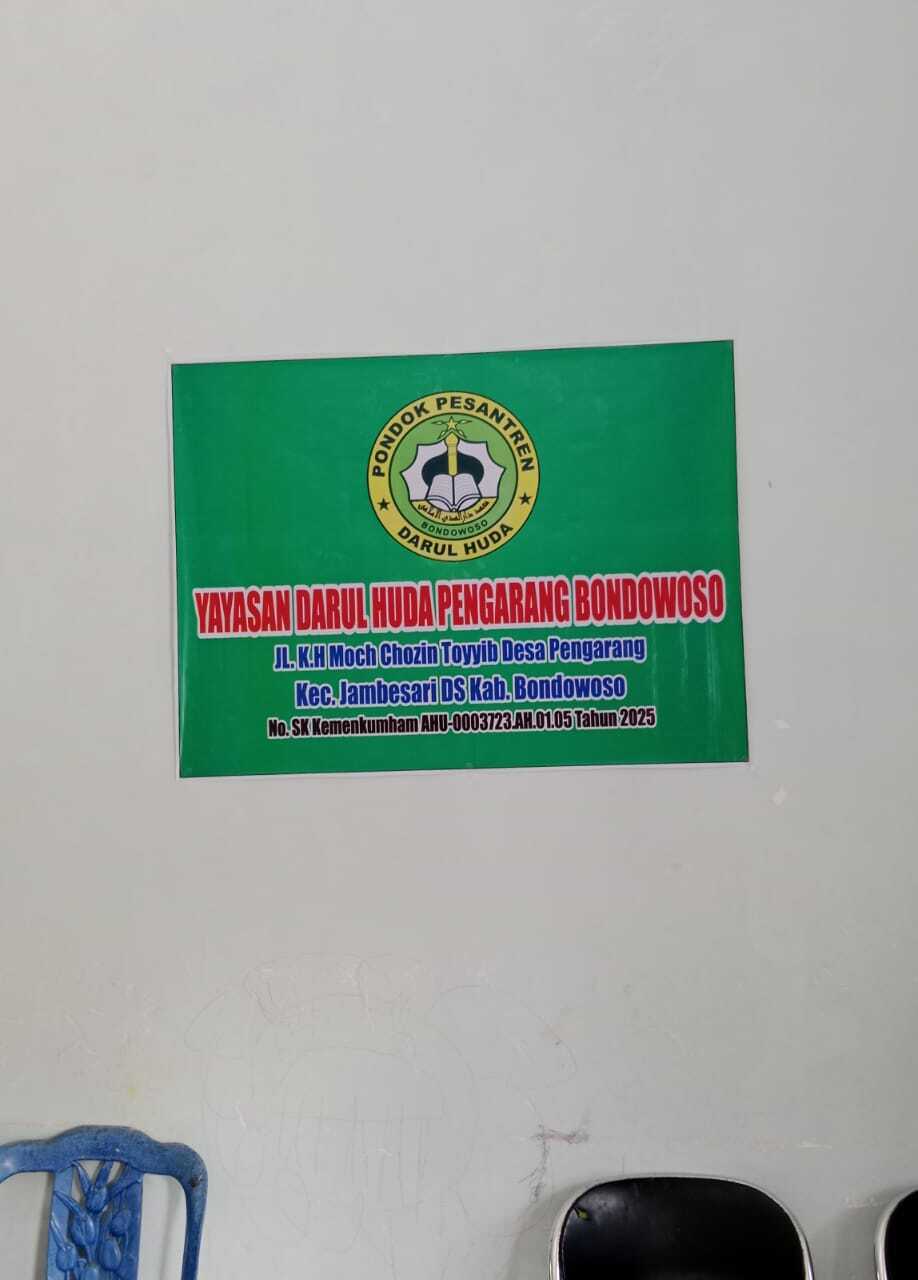 PONDOK PESANTREN
BONDOWOSO
DARUL HUDA
YAYASAN DARUL HUDA PENGARANG BONDOWOSO
JL. K.H Moch Chozin Toyyib Desa Pengarang
Kec. Jambesari DS Kab. Bondowoso
No. SK Kemenkumham AHU-0003723.AH.01.05 Tahun 2025